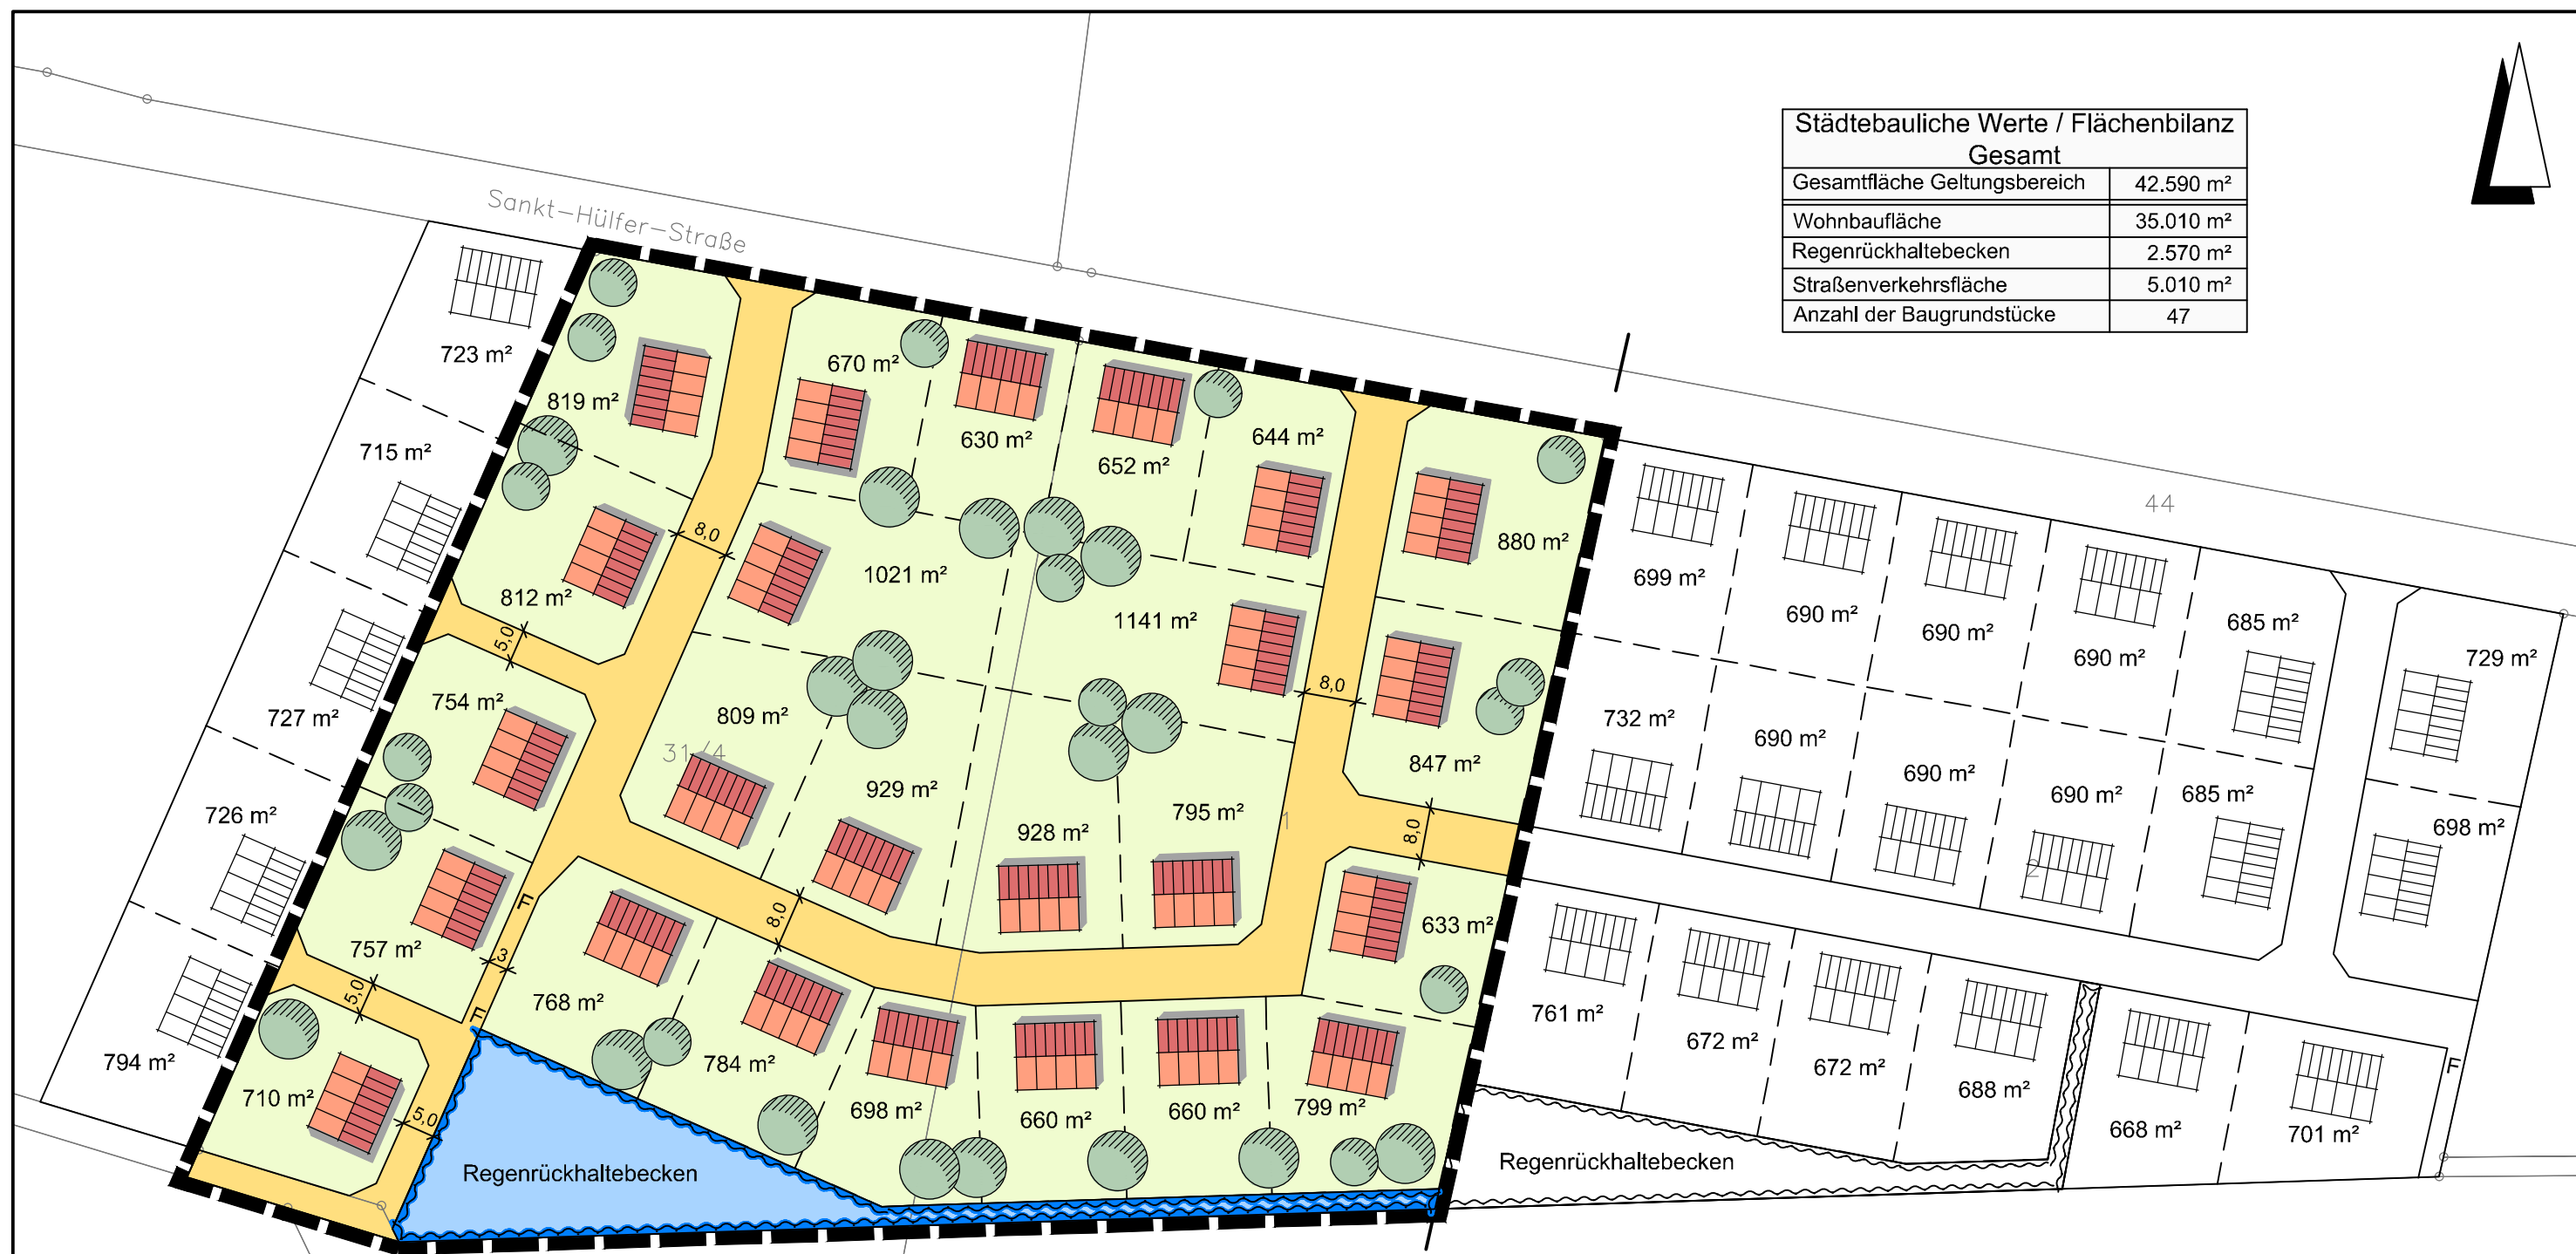 Städtebauliche Werte / Flächenbilanz
Gesamt
Gesamtfläche Geltungsbereich 42.590 m²
Wohnbaufläche 35.010 m²
Regenrückhaltebecken 2.570 m²
Straßenverkehrsfläche 5.010 m²
Anzahl der Baugrundstücke 47
Sankt-Hülfer-Straße
723 m²
670 m²
819 m²
630 m²
644 m²
715 m²
652 m²
44
8,0
880 m²
1021 m²
699 m²
812 m²
690 m²
1141 m²
685 m²
5,0
690 m²
690 m²
729 m²
8,0
754 m²
727 m²
809 m²
732 m²
690 m²
31/4
847 m²
690 m²
929 m²
690 m²
685 m²
726 m²
795 m²
1
928 m²
8,0
698 m²
2
F
8,0
633 m²
757 m²
3
5,0
768 m²
F
761 m²
672 m²
794 m²
784 m²
672 m²
F
688 m²
710 m²
5,0
698 m²
660 m²
660 m²
799 m²
668 m²
701 m²
Regenrückhaltebecken
Regenrückhaltebecken